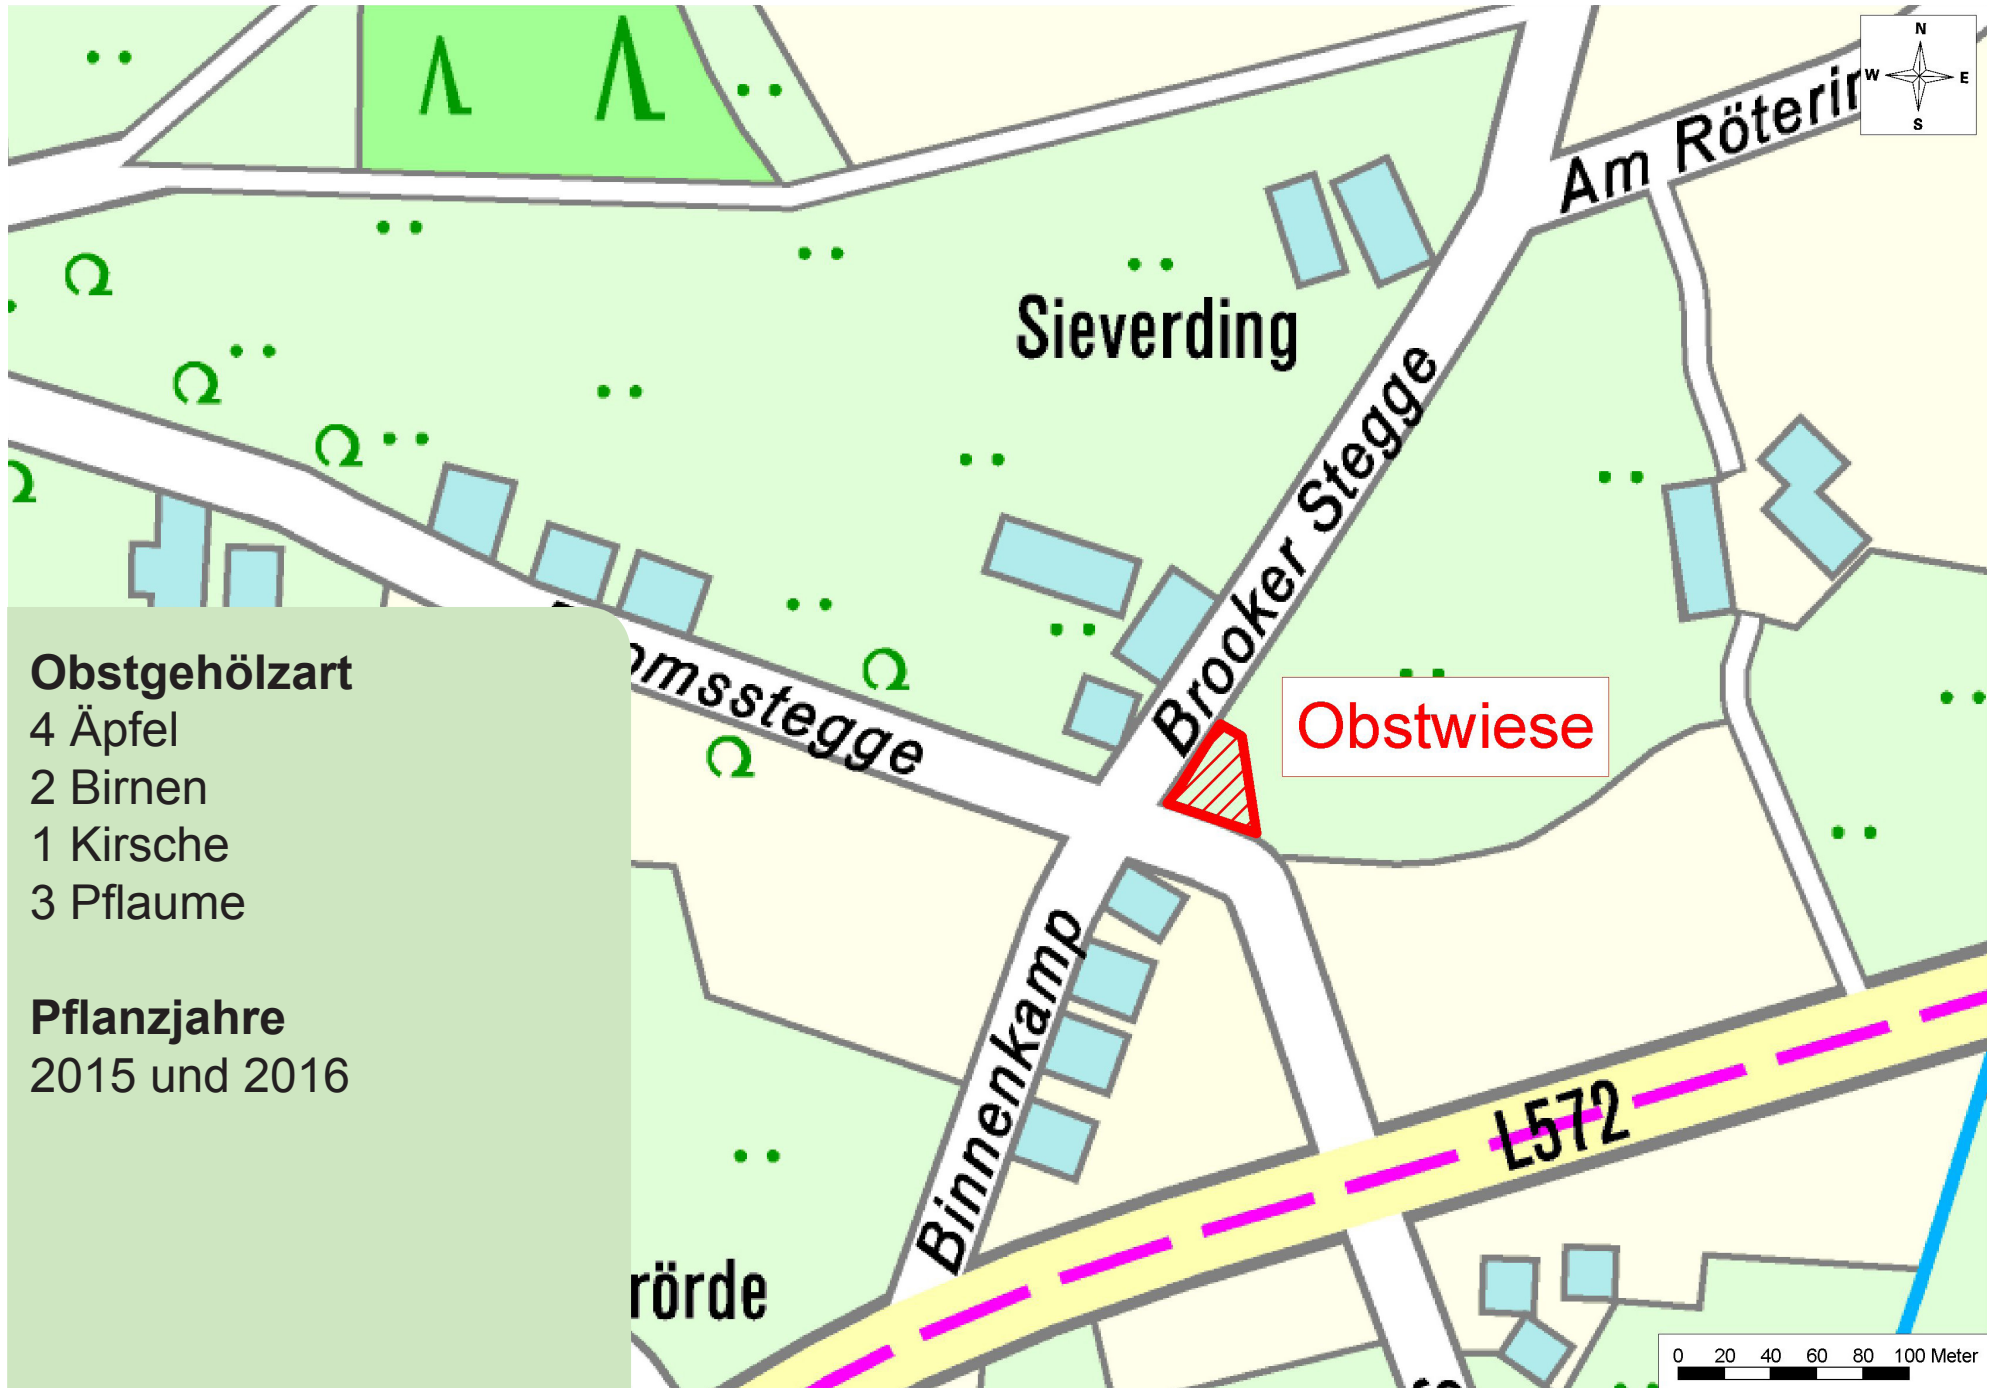 N
W E
S
Am Röterin
Sieverding
Brooker Stegge
omsstegge
Obstwiese
Obstgehölzart
4 Äpfel
2 Birnen
1 Kirsche
3 Pflaume
Pflanzjahre
2015 und 2016
Binnenkamp
L572
rörde
0 20 40 60 80 100 Meter